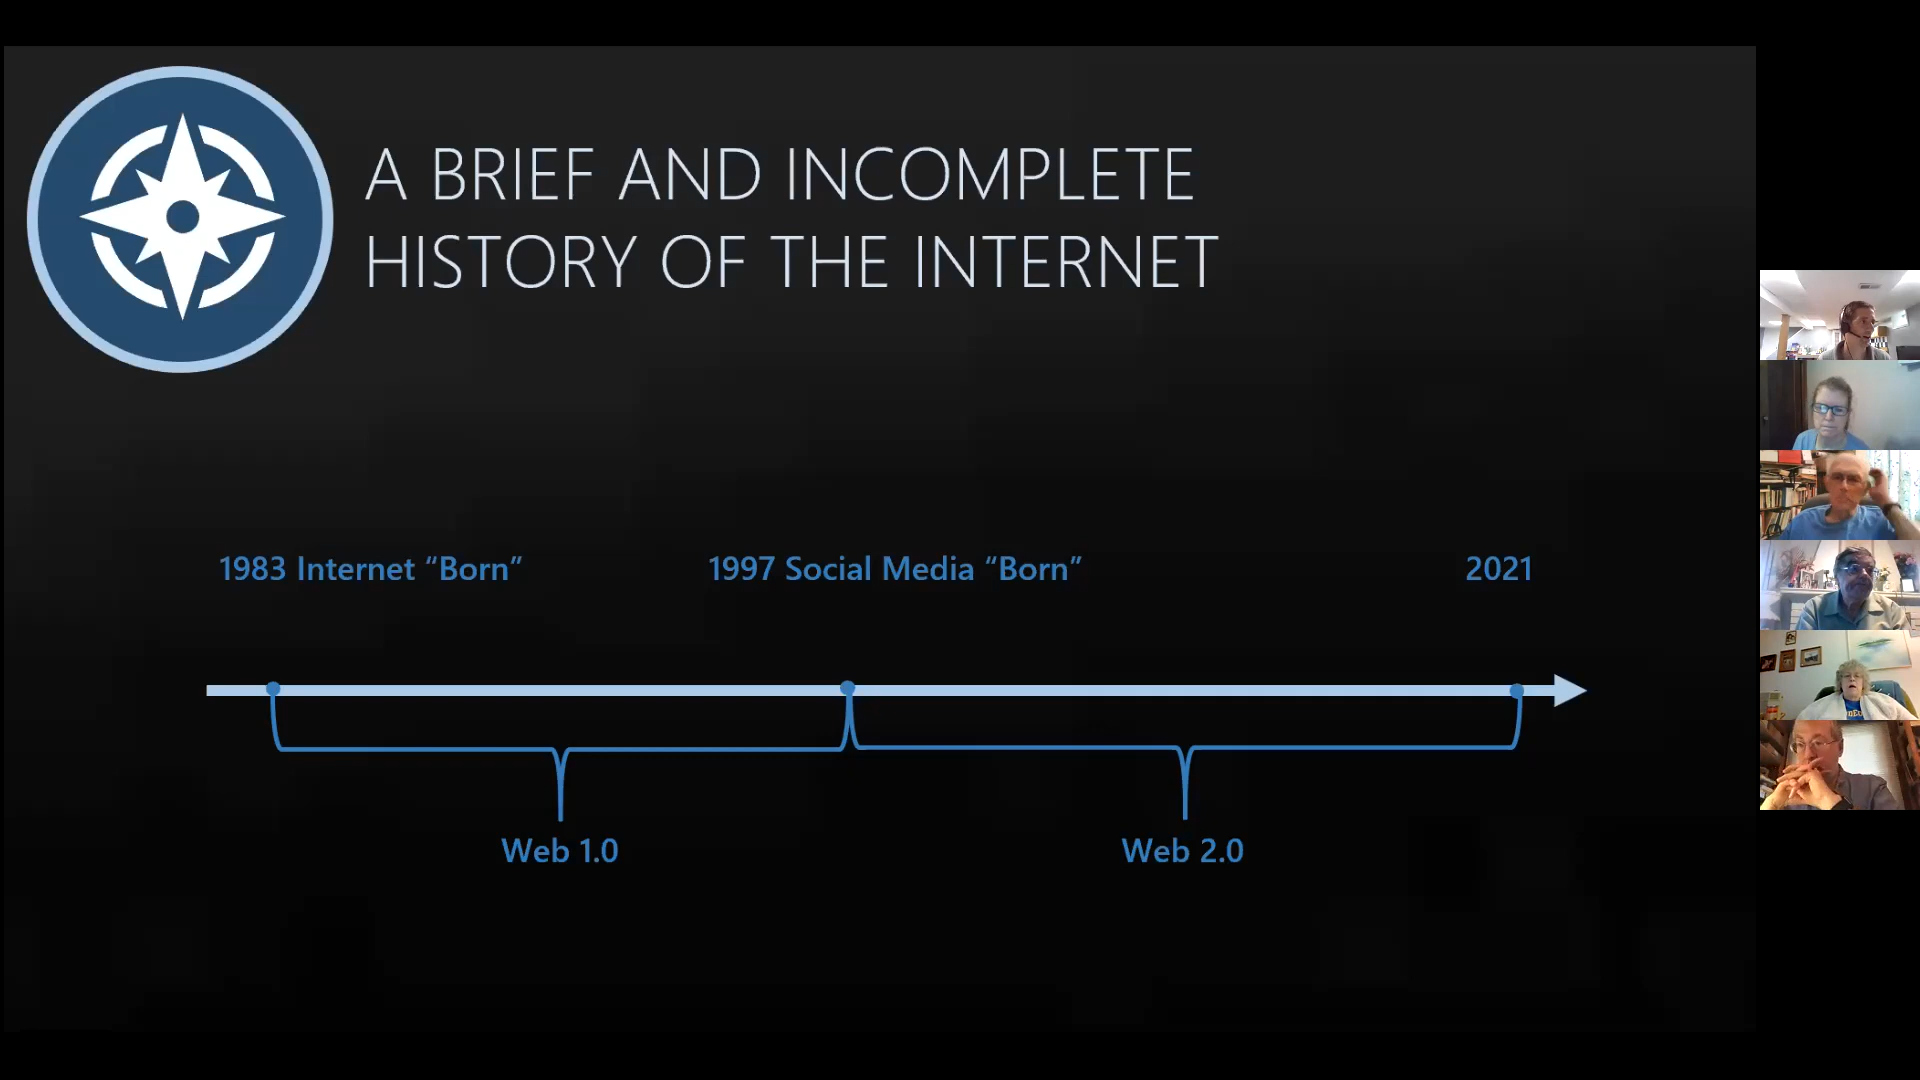 A BRIEF AND INCOMPLETE
HISTORY OF THE INTERNET
1983 Internet “Born”
1997 Social Media “Born”
2021
Web 1.0
Web 2.0